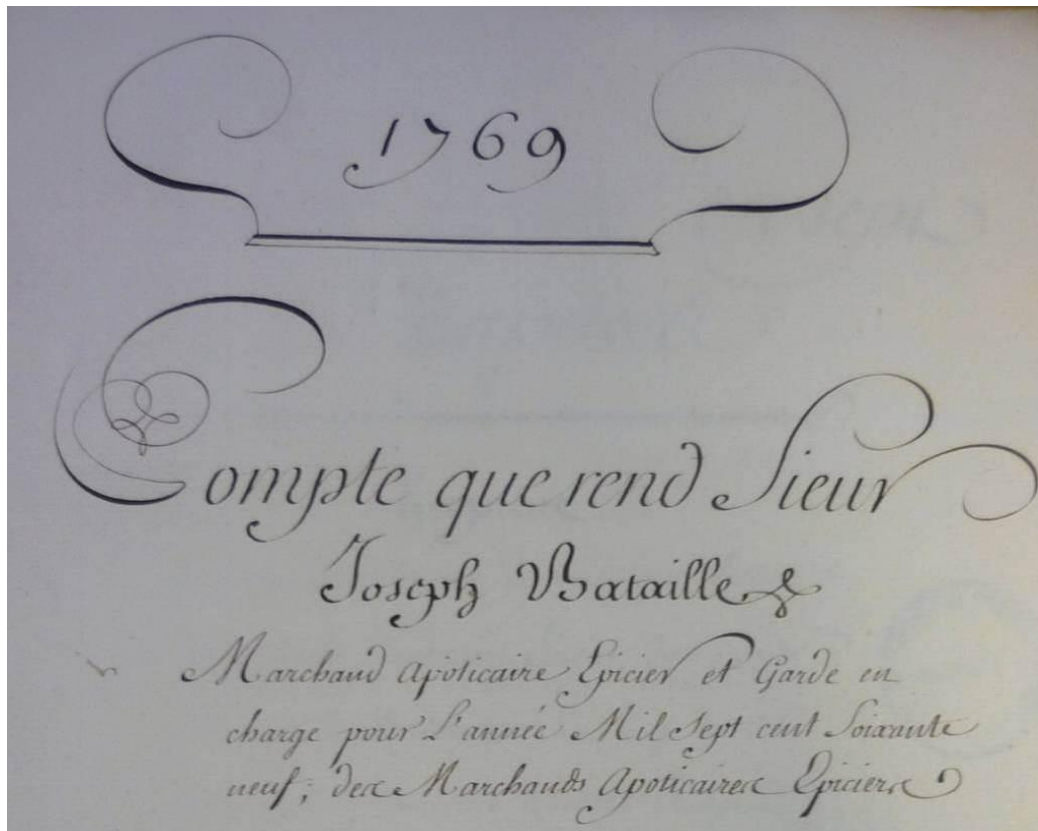 1769
Compte que rend Sieur
Joseph Bataille
Marchand Apoticaire Epicier et Garde en
charge pour L'année Mil Sept cent Soixante
neuf; des Marchands Apoticaires Epiciers